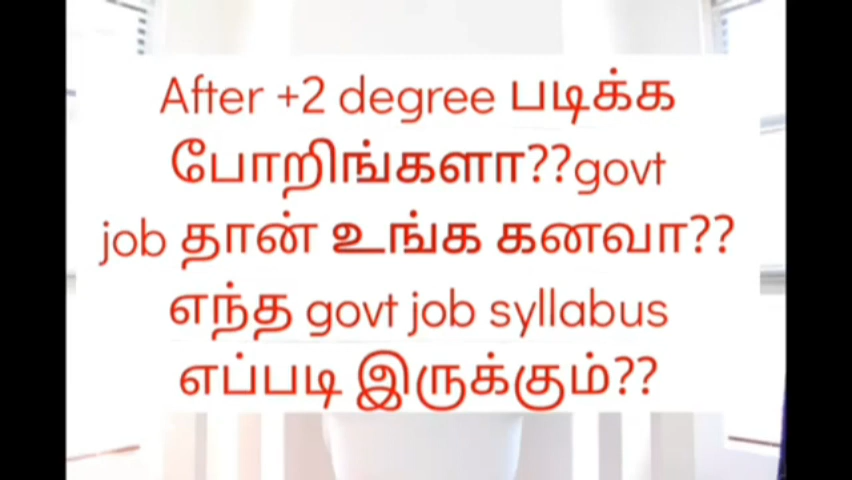 After +2 degree படிக்க
போறிங்களா??govt
job தான் உங்க கனவா??
எந்த govt job syllabus
எப்படி இருக்கும்??